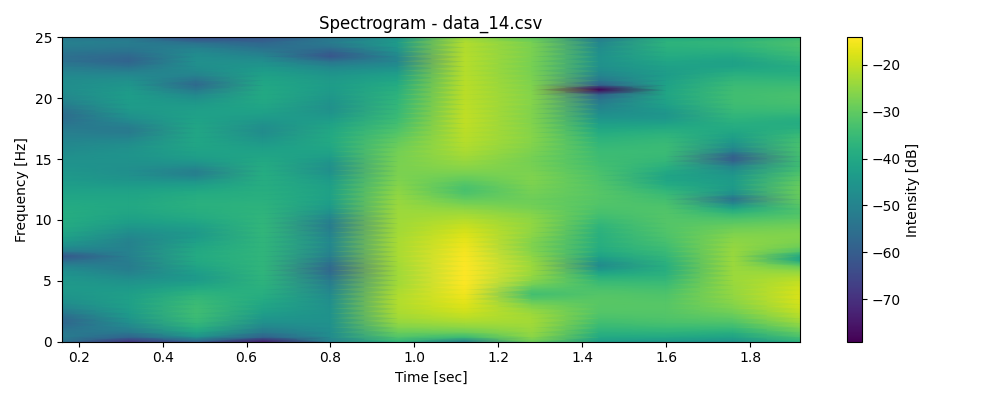 Spectrogram - data_14.csv
25
20
15
10
5
0
Frequency [Hz]
0.2 0.4 0.6 0.8 1.0 1.2 1.4 1.6 1.8
Time [sec]
−20
−30
−40
−50
−60
−70
Intensity [dB]